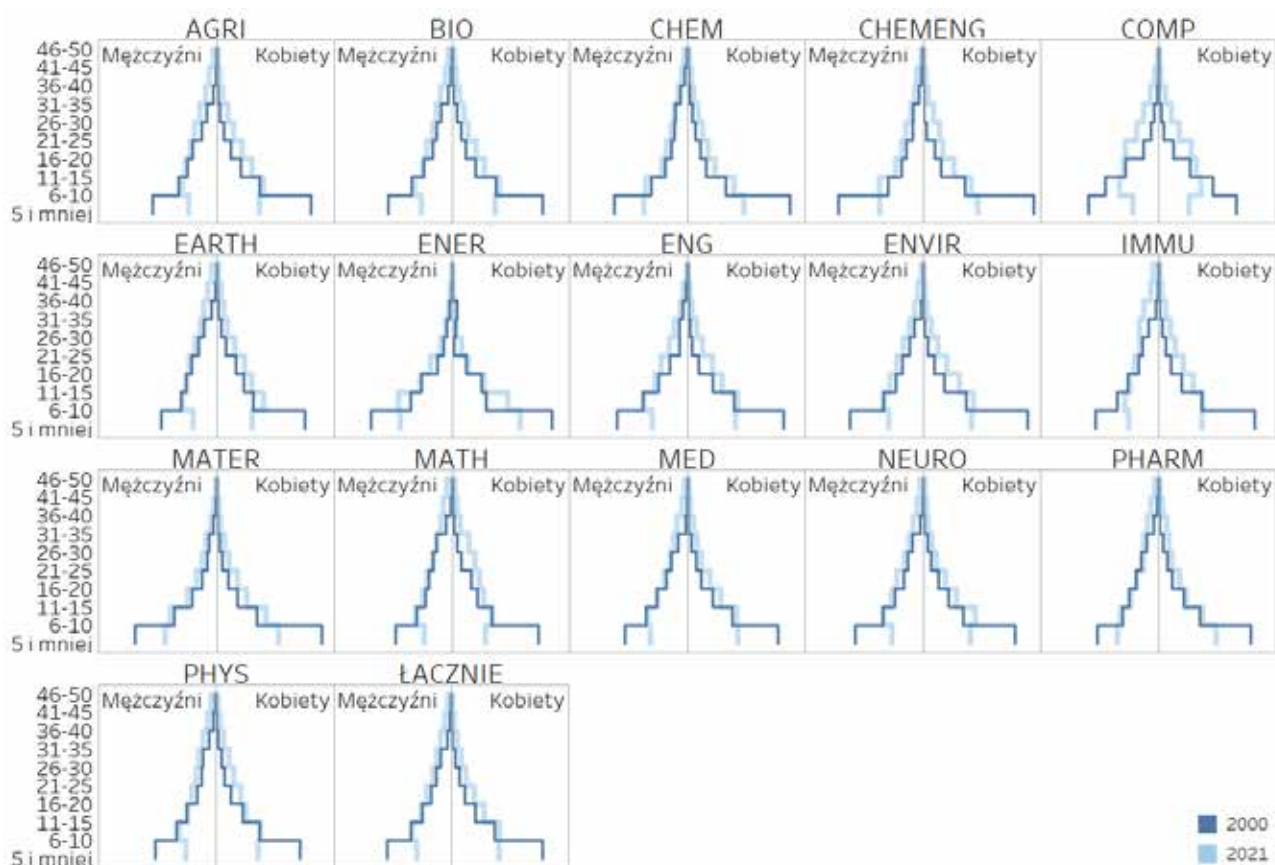 AGRI BIO CHEM CHEMENG COMP
46-50 Mężczyźni Kobiety Mężczyźni Kobiety Mężczyźni Kobiety Mężczyźni Kobiety Kobiety
41-45
36-40
31-35
26-30
21-25
16-20
11-15
6-10
5 i mniej
EARTH ENER ENG ENVIR IMMU
46-50 Mężczyźni Kobiety Mężczyźni Kobiety Mężczyźni Kobiety Mężczyźni Kobiety Kobiety
41-45
36-40
31-35
26-30
21-25
16-20
11-15
6-10
5 i mniej
MATER MATH MED NEURO PHARM
46-50 Mężczyźni Kobiety Mężczyźni Kobiety Mężczyźni Kobiety Mężczyźni Kobiety Kobiety
41-45
36-40
31-35
26-30
21-25
16-20
11-15
6-10
5 i mniej
PHYS ŁACZNIE
46-50 Mężczyźni Kobiety Mężczyźni Kobiety
41-45
36-40
31-35
26-30
21-25
16-20
11-15
6-10
5 i mniej
2000
2021